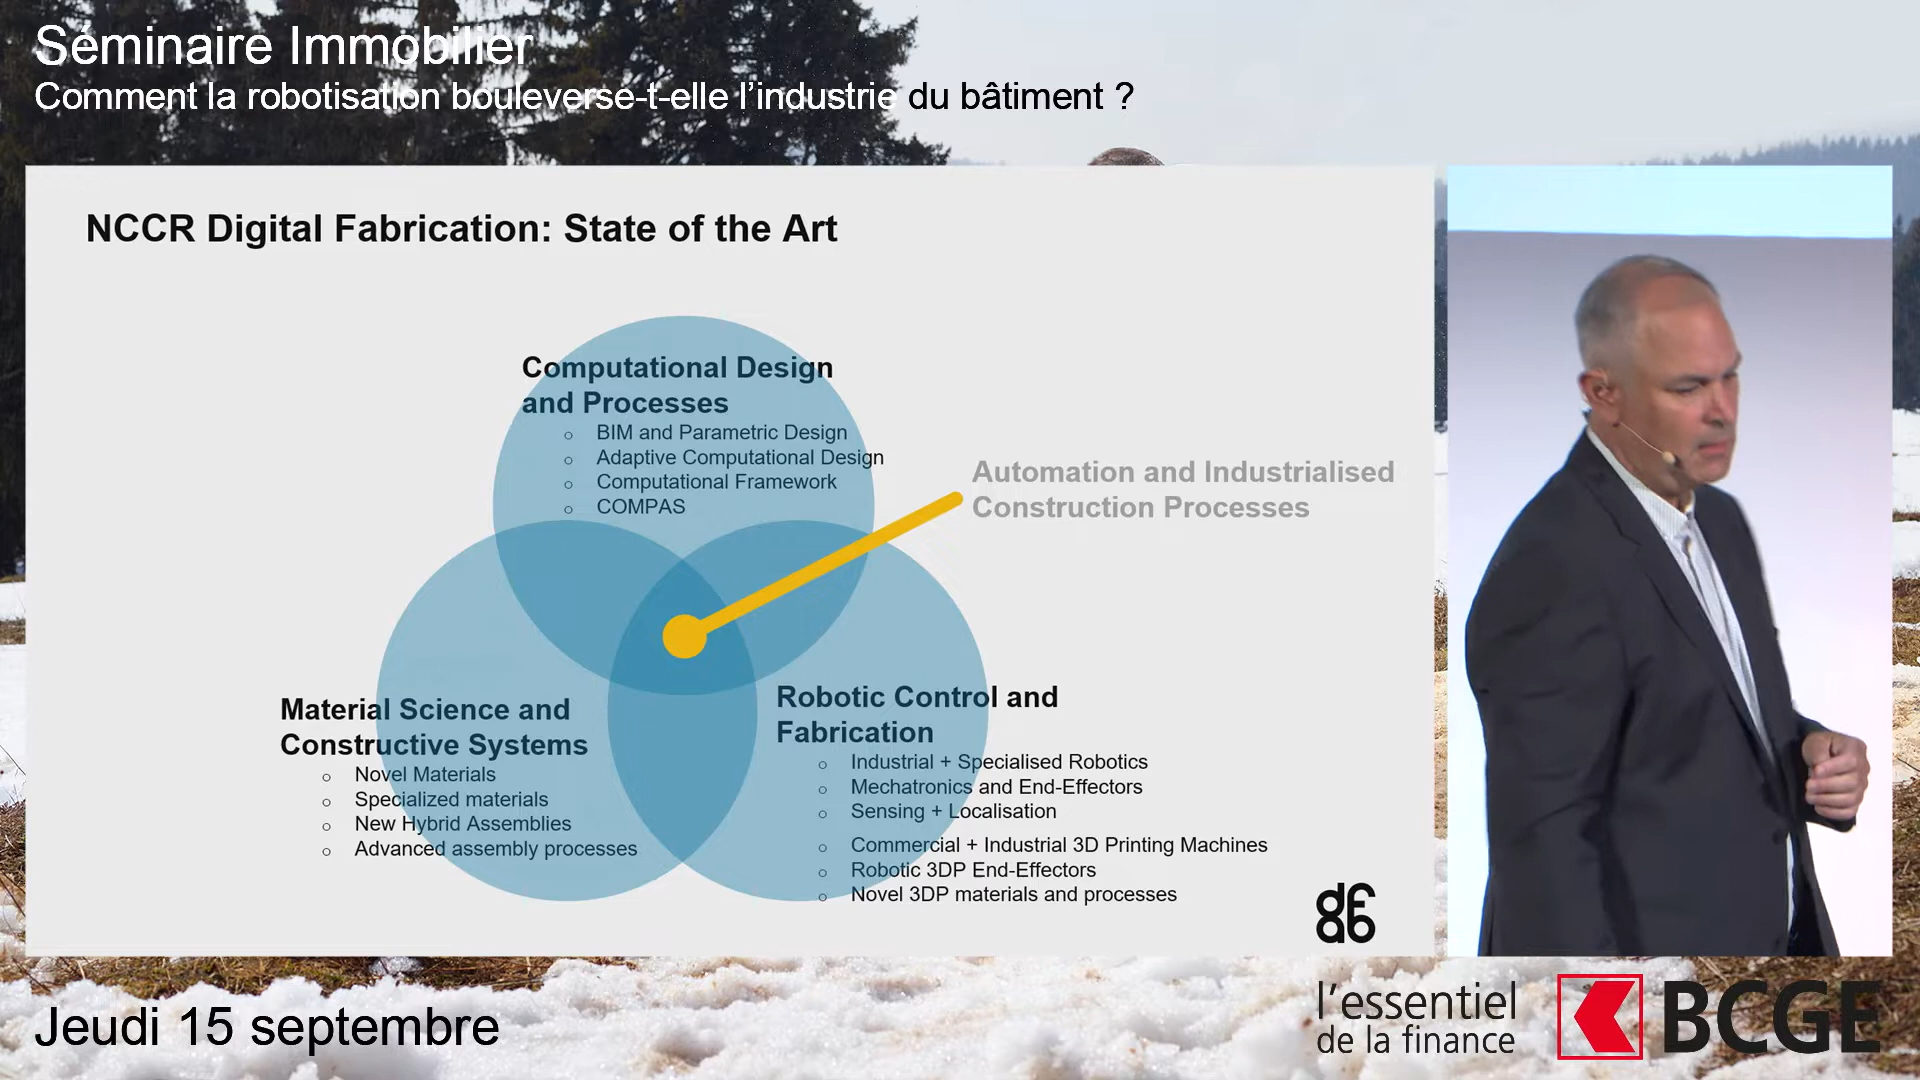 Séminaire Immobilier
Comment la robotisation bouleverse-t-elle l'industrie du bâtiment ?
NCCR Digital Fabrication: State of the Art
Computational Design
and Processes
BIM and Parametric Design
Adaptive Computational Design
Computational Framework
COMPAS
Automation and Industrialised
Construction Processes
Material Science and
Constructive Systems
Novel Materials
Specialized materials
New Hybrid Assemblies
Advanced assembly processes
Robotic Control and
Fabrication
Industrial + Specialised Robotics
Mechatronics and End-Effectors
Sensing + Localisation
Commercial + Industrial 3D Printing Machines
Robotic 3DP End-Effectors
Novel 3DP materials and processes
dfab
Jeudi 15 septembre
l'essentiel
de la finance
BCGE